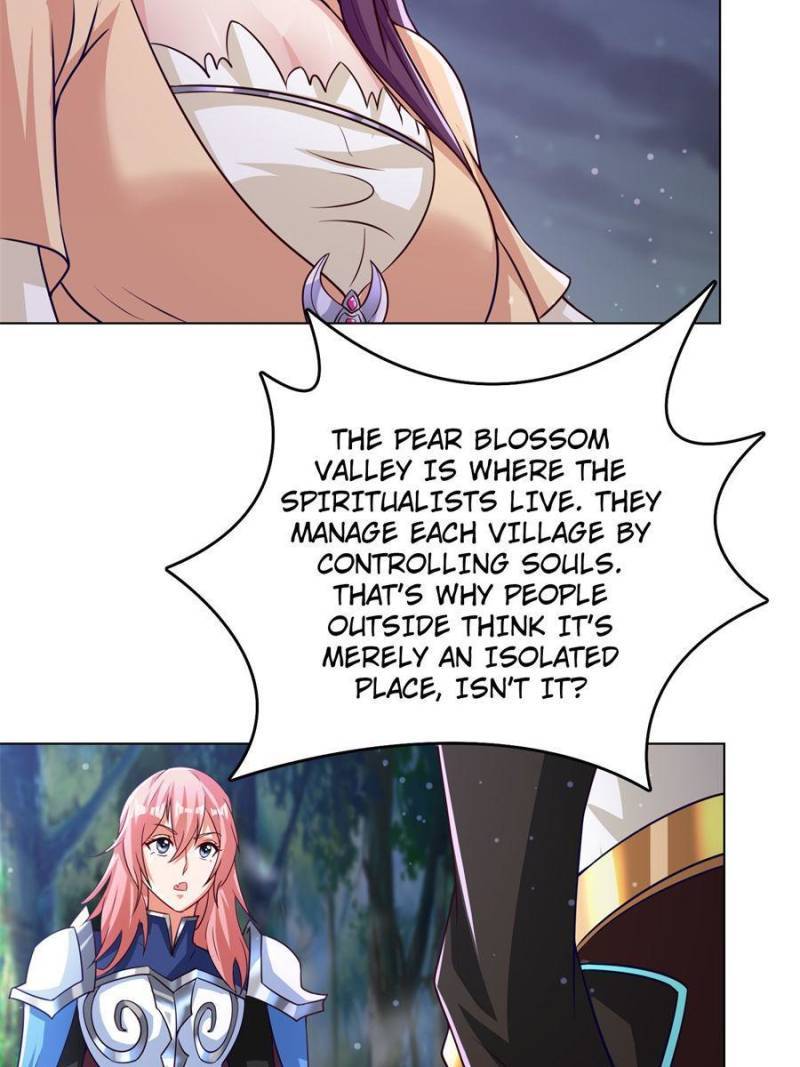 THE PEAR BLOSSOM
VALLEY IS WHERE THE
SPIRITUALISTS LIVE. THEY
MANAGE EACH VILLAGE BY
CONTROLLING SOULS.
THAT'S WHY PEOPLE
OUTSIDE THINK IT'S
MERELY AN ISOLATED
PLACE, ISN'T IT?